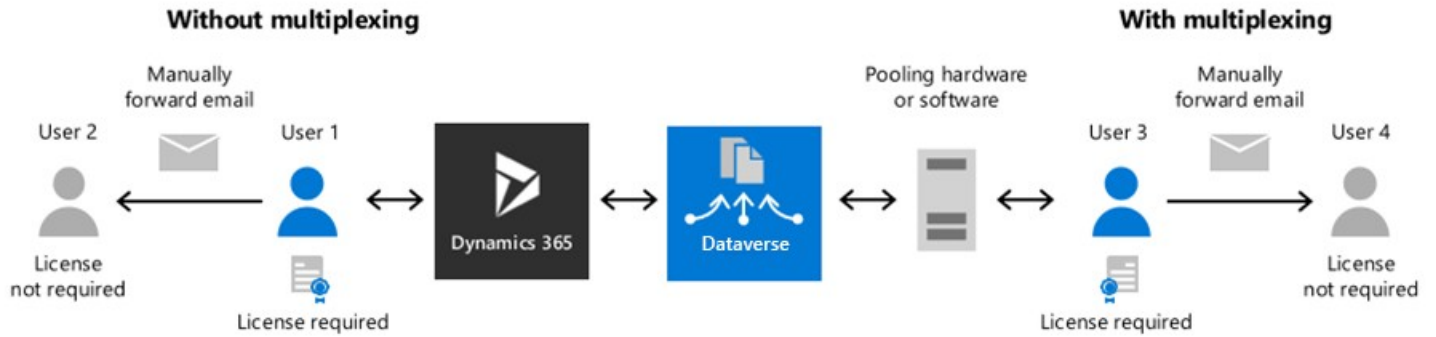 Without multiplexing
With multiplexing
Manually
forward email
User 2
User 1
License
not required
License required
Dynamics 365
Dataverse
Pooling hardware
or software
Manually
forward email
User 3
User 4
License required
License
not required